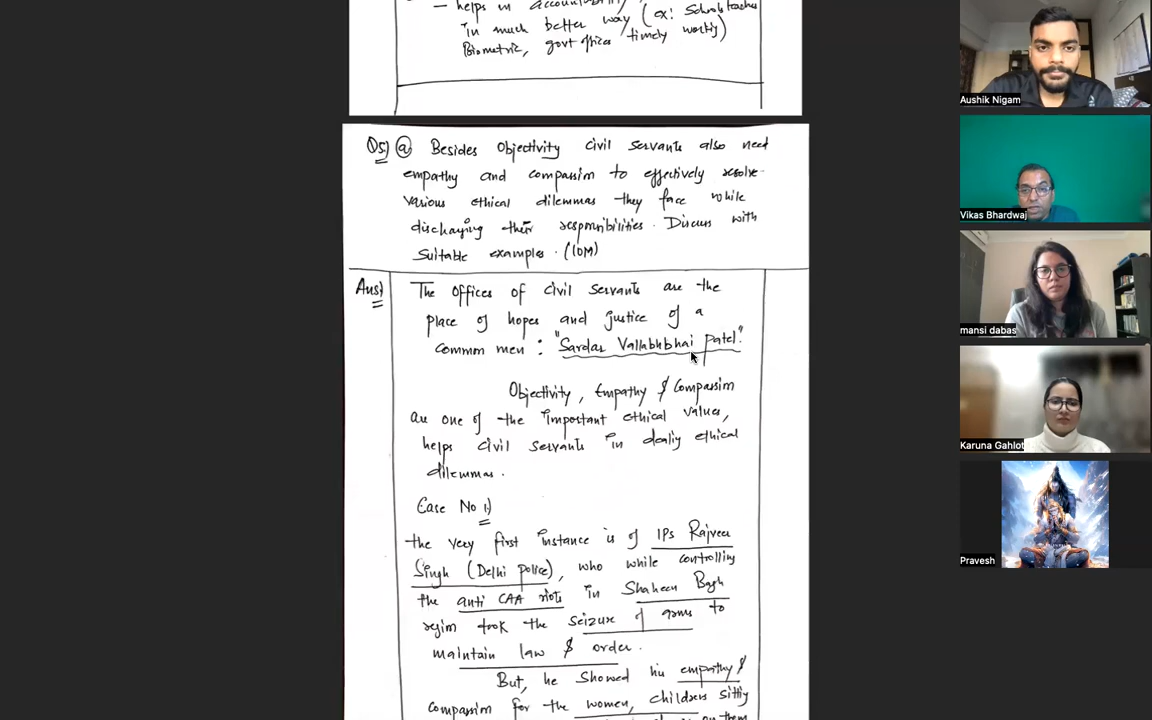 — helps in accountability
in much better way (ex: School teacher
Biometric, govt office timely working)
Q5) (a) Besides Objectivity civil servants also need
empathy and compassion to effectively resolve
various ethical dilemmas they face while
discharging their responsibilities. Discuss with
suitable examples. (10M)
Ans) The offices of civil servants are the
place of hopes and justice of a
common men : "Sardar Vallabhbhai Patel".
Objectivity, Empathy & Compassion
are one of the important ethical values,
helps civil servants in ethical
dilemmas.
Case No 1)
the very first instance is of IPS Rajveer
Singh (Delhi Police), who while controlling
the anti CAA riots in Shaheen Bagh
took the seizure of arms to
maintain law & order.
But, he showed his empathy &
compassion for the women, childrens sitting
on them
Aushik Nigam
Vikas Bhardwaj
mansi dabas
Karuna Gahlot
Pravesh